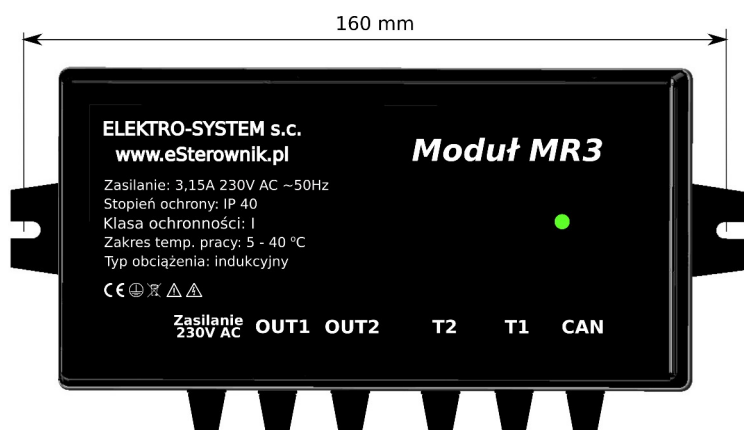 160 mm
ELEKTRO-SYSTEM s.c.
www.eSterownik.pl
Moduł MR3
Zasilanie: 3,15A 230V AC ~50Hz
Stopień ochrony: IP 40
Klasa ochronności: I
Zakres temp. pracy: 5 - 40 ºC
Typ obciążenia: indukcyjny
CE
Zasilanie
230V AC OUT1 OUT2 T2 T1 CAN